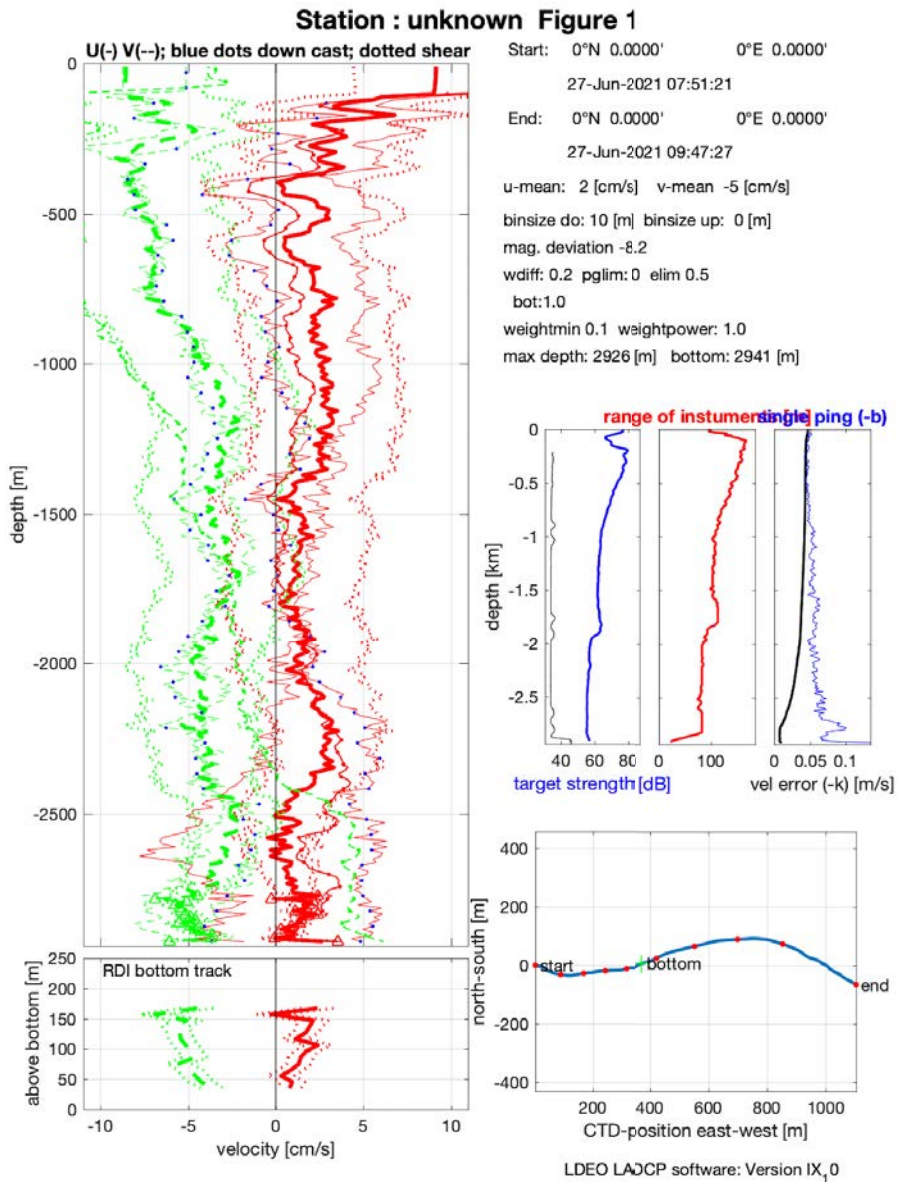 Station : unknown Figure 1
U(-) V(--); blue dots down cast; dotted shear
0
-500
-1000
-1500
-2000
-2500
depth [m]
Start: 0°N 0.0000' 0°E 0.0000'
27-Jun-2021 07:51:21
End: 0°N 0.0000' 0°E 0.0000'
27-Jun-2021 09:47:27
u-mean: 2 [cm/s] v-mean -5 [cm/s]
binsize do: 10 [m] binsize up: 0 [m]
mag. deviation -8.2
wdiff: 0.2 pglim: 0 elim 0.5
bot:1.0
weightmin 0.1 weightpower: 1.0
max depth: 2926 [m] bottom: 2941 [m]
range of instuments ping (-b)
0
-0.5
-1
-1.5
-2
-2.5
depth [km]
40 60 80
100
0 0.05 0.1
target strength [dB]
vel error (-k) [m/s]
250
200
150
100
50
0
above bottom [m]
RDI bottom track
-10 -5 0 5 10
velocity [cm/s]
400
200
0
-200
-400
north-south [m]
start
bottom
end
200 400 600 800 1000
CTD-position east-west [m]
LDEO LADCP software: Version IX_10